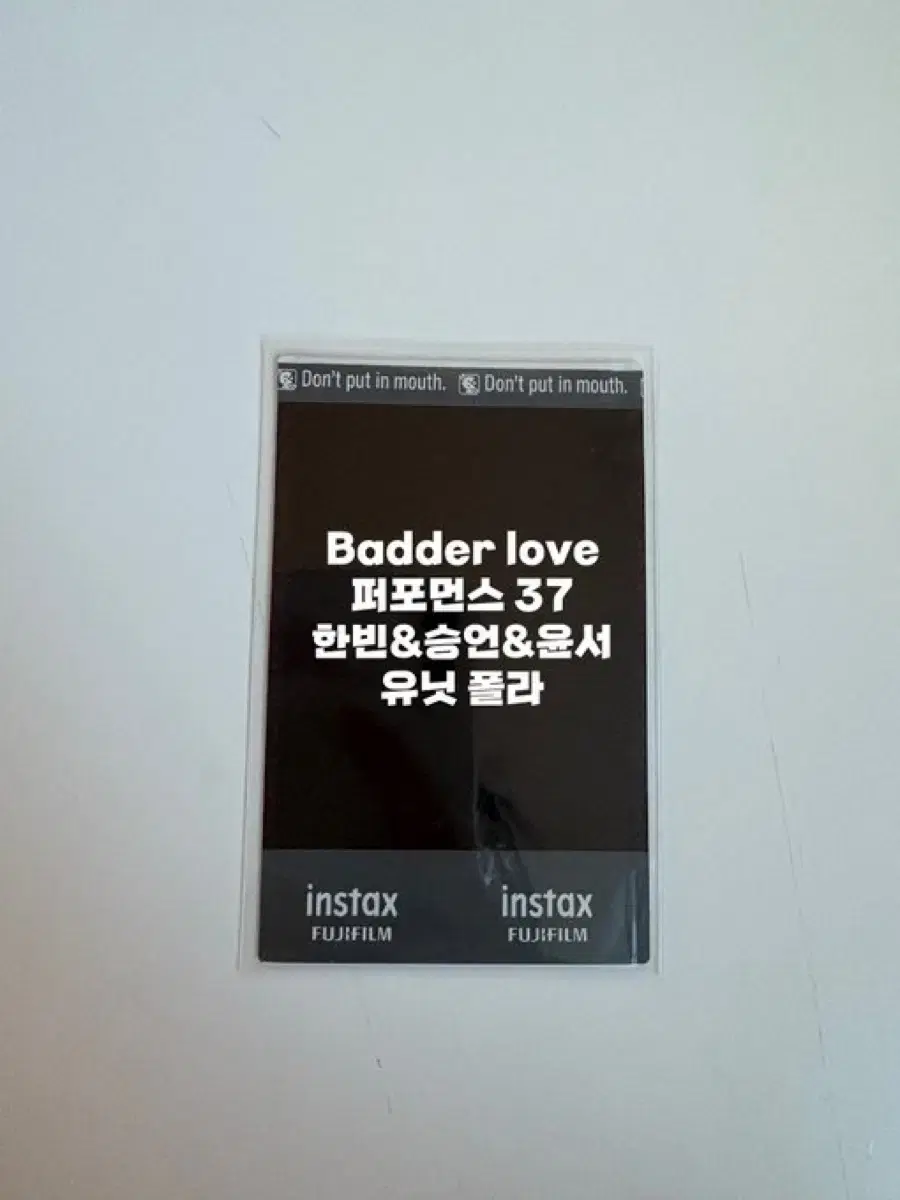 Don't put in mouth. Don't put in mouth.
Badder love
퍼포먼스 37
한빈&승언&윤서
유닛 폴라
instax instax
FUJIFILM FUJIFILM